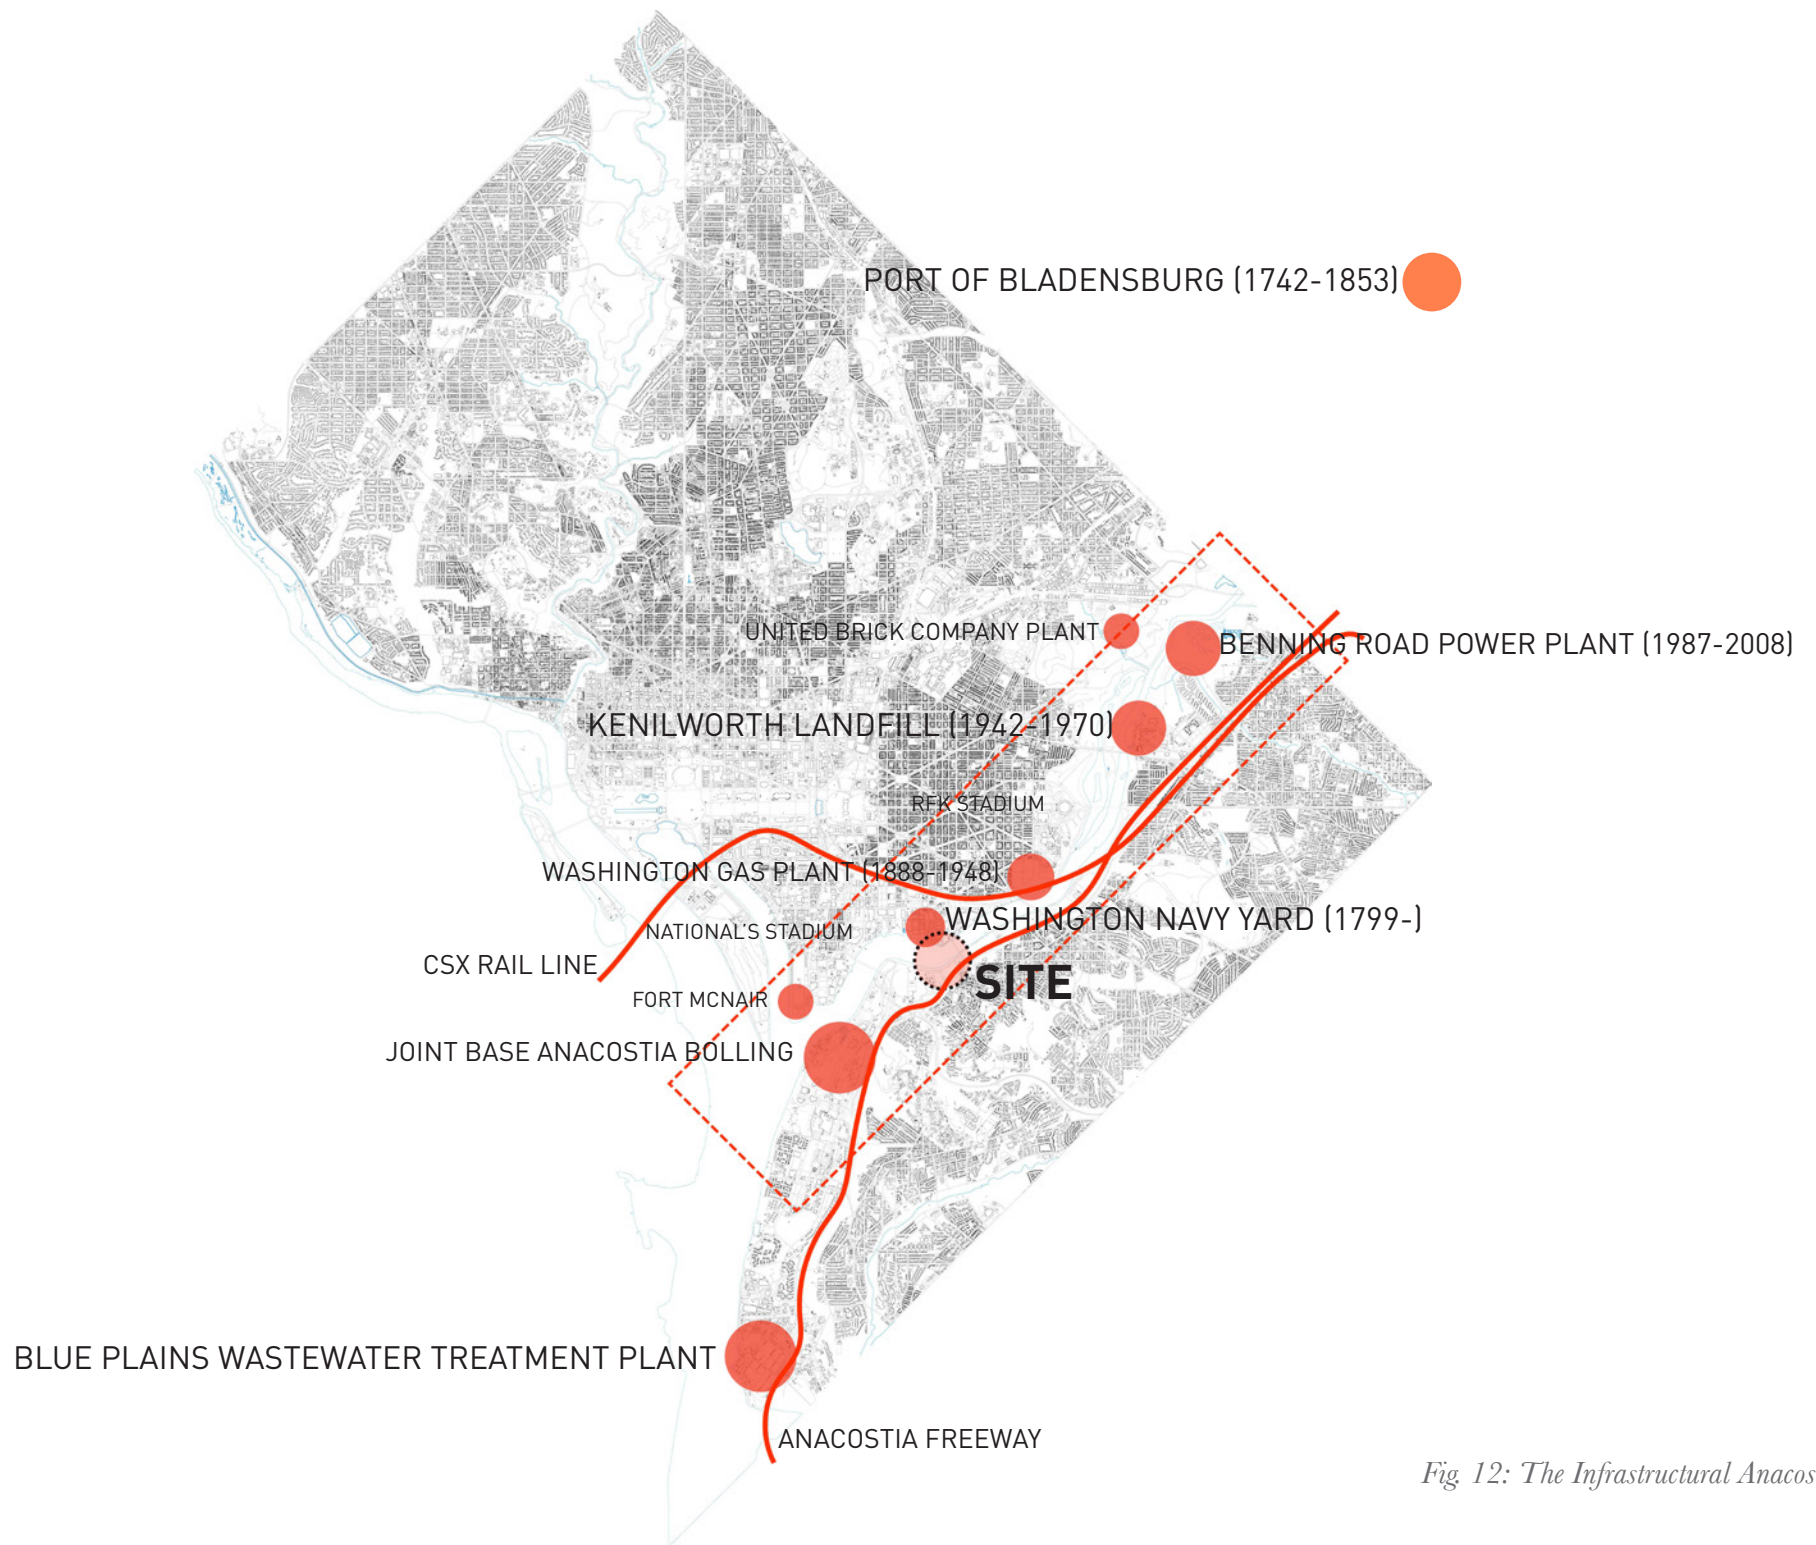 PORT OF BLADENSBURG (1742-1853)
UNITED BRICK COMPANY PLANT
BENNING ROAD POWER PLANT (1987-2008)
KENILWORTH LANDFILL (1942-1970)
RFK STADIUM
WASHINGTON GAS PLANT (1888-1948)
WASHINGTON NAVY YARD (1799-)
NATIONAL'S STADIUM
CSX RAIL LINE
SITE
FORT MCNAIR
JOINT BASE ANACOSTIA BOLLING
BLUE PLAINS WASTEWATER TREATMENT PLANT
ANACOSTIA FREEWAY
Fig. 12: The Infrastructural Anacos